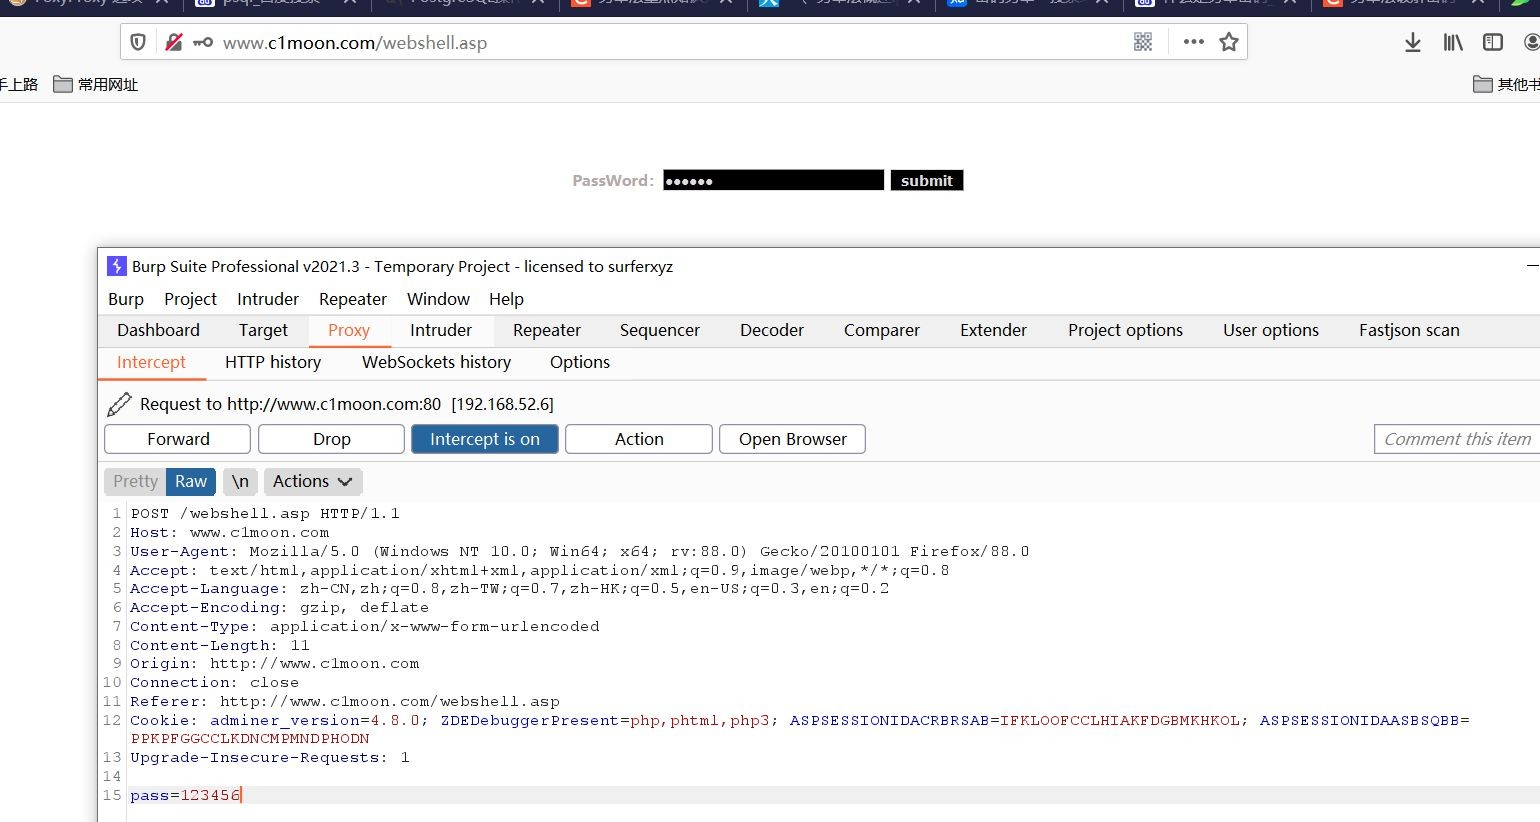 www.c1moon.com/webshell.asp
手上路 常用网址
其他书
PassWord: •••••• submit
Burp Suite Professional v2021.3 - Temporary Project - licensed to surferxyz
Burp Project Intruder Repeater Window Help
Dashboard Target Proxy Intruder Repeater Sequencer Decoder Comparer Extender Project options User options Fastjson scan
Intercept HTTP history WebSockets history Options
Request to http://www.c1moon.com:80 [192.168.52.6]
Forward Drop Intercept is on Action Open Browser Comment this item
Pretty Raw \n Actions
1 POST /webshell.asp HTTP/1.1
2 Host: www.c1moon.com
3 User-Agent: Mozilla/5.0 (Windows NT 10.0; Win64; x64; rv:88.0) Gecko/20100101 Firefox/88.0
4 Accept: text/html,application/xhtml+xml,application/xml;q=0.9,image/webp,*/*;q=0.8
5 Accept-Language: zh-CN,zh;q=0.8,zh-TW;q=0.7,zh-HK;q=0.5,en-US;q=0.3,en;q=0.2
6 Accept-Encoding: gzip, deflate
7 Content-Type: application/x-www-form-urlencoded
8 Content-Length: 11
9 Origin: http://www.c1moon.com
10 Connection: close
11 Referer: http://www.c1moon.com/webshell.asp
12 Cookie: adminer_version=4.8.0; ZDEDebuggerPresent=php,phtml,php3; ASPSESSIONIDACRBRSAB=IFKLOOFCCLHIAKFDGBMKHKOL; ASPSESSIONIDAASBSQBB=
PPKPFGGCCLKDNCMPMNDPHODN
13 Upgrade-Insecure-Requests: 1
14
15 pass=123456